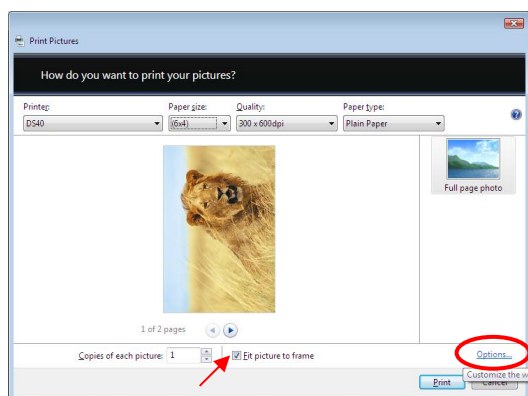 Print Pictures
How do you want to print your pictures?
Printer: Paper size: Quality: Paper type:
DS40 (6x4) 300 x 600dpi Plain Paper
Full page photo
1 of 2 pages
Copies of each picture: 1 Fit picture to frame Options...
Customize the w
Print Cancel